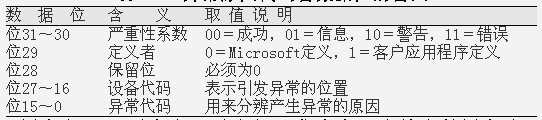 数 据 位 含 义 取 值 说 明
位31～30 严重性系数 00＝成功，01＝信息，10＝警告，11＝错误
位29 定义者 0＝Microsoft定义，1＝客户应用程序定义
位28 保留位 必须为0
位27～16 设备代码 表示引发异常的位置
位15～0 异常代码 用来分辨产生异常的原因